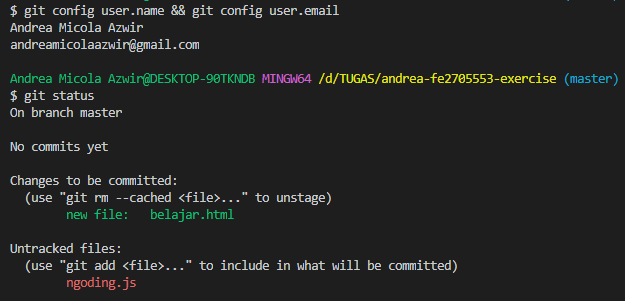 $ git config user.name && git config user.email
Andrea Micola Azwir
andreamicolaazwir@gmail.com
Andrea Micola Azwir@DESKTOP-90TKNDB MINGW64 /d/TUGAS/andrea-fe2705553-exercise (master)
$ git status
On branch master
No commits yet
Changes to be committed:
(use "git rm --cached <file>..." to unstage)
new file: belajar.html
Untracked files:
(use "git add <file>..." to include in what will be committed)
ngoding.js